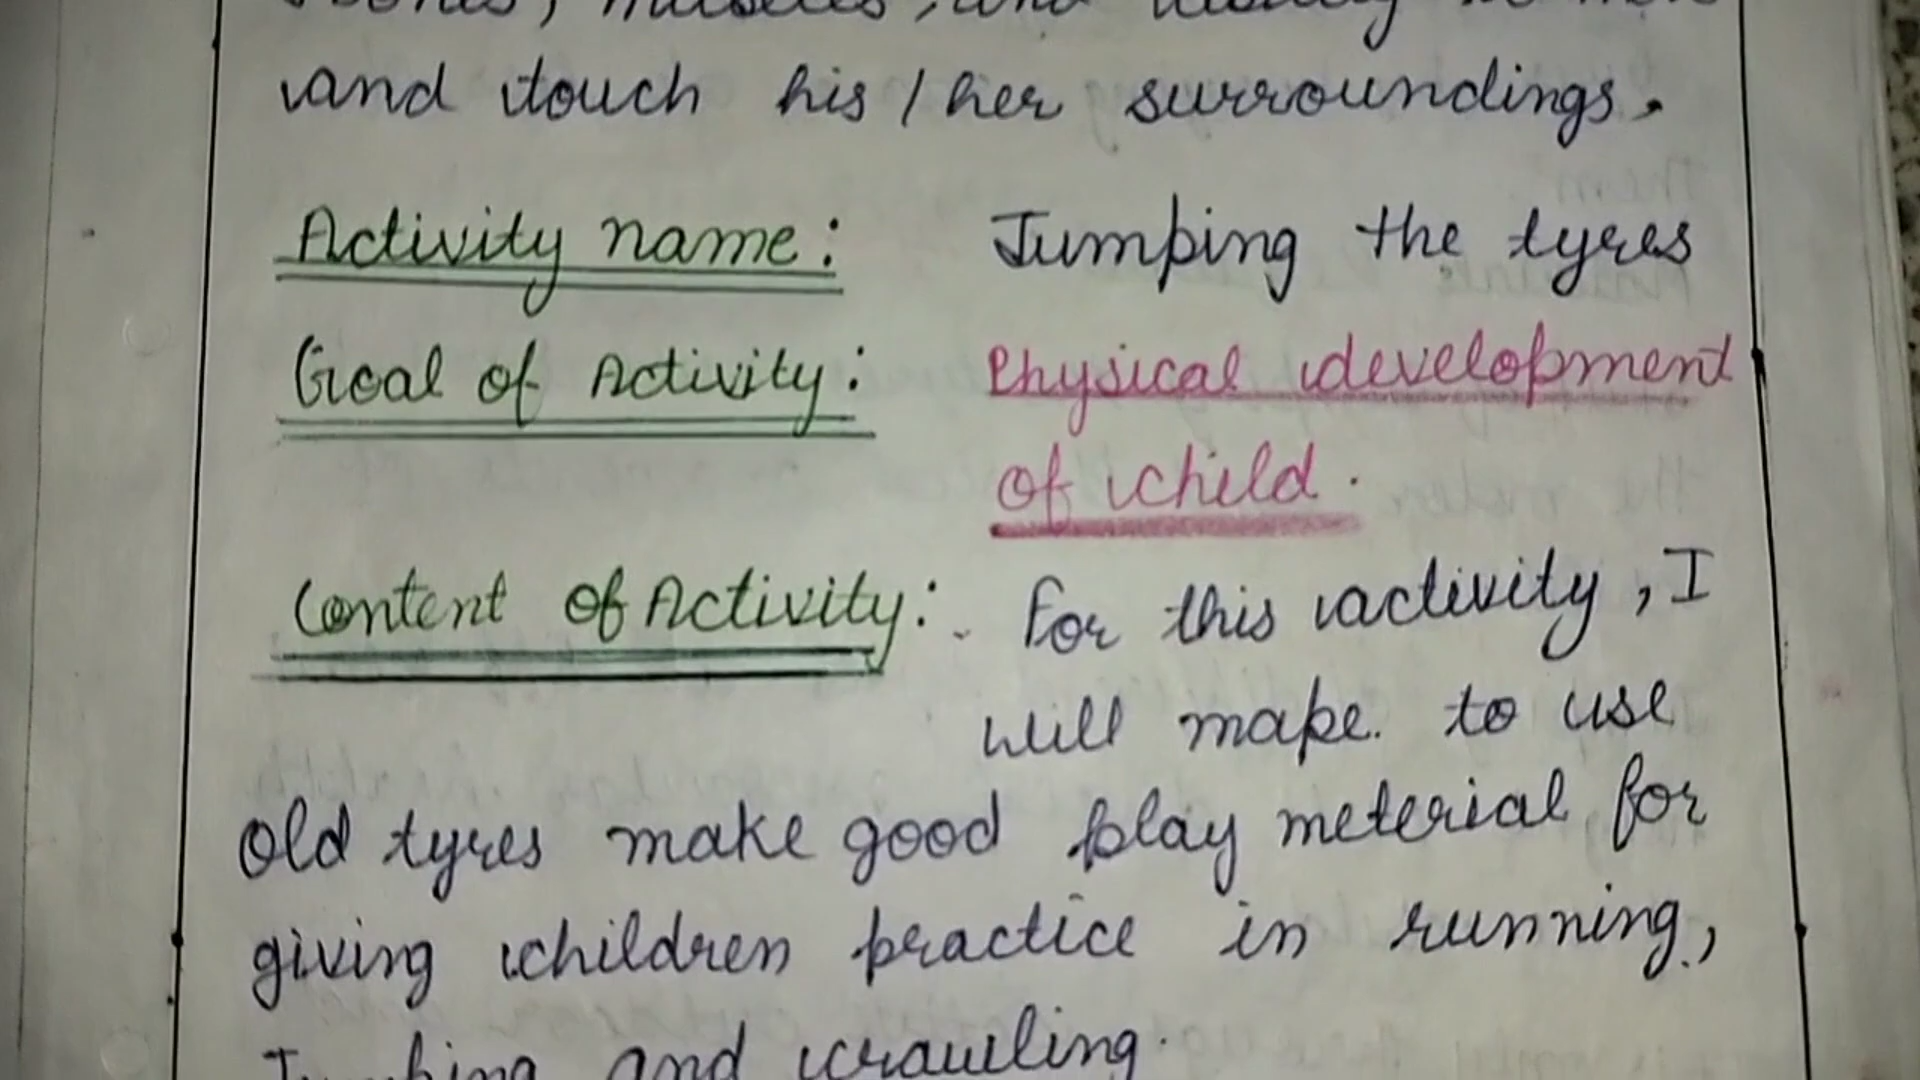 and touch his / her surroundings.
Activity name : Jumping the tyres
Goal of Activity : Physical development
of child .
Content of Activity : For this activity, I
will make. to use
Old tyres make good play meterial for
giving children practice in running,
Jumping and crawling.